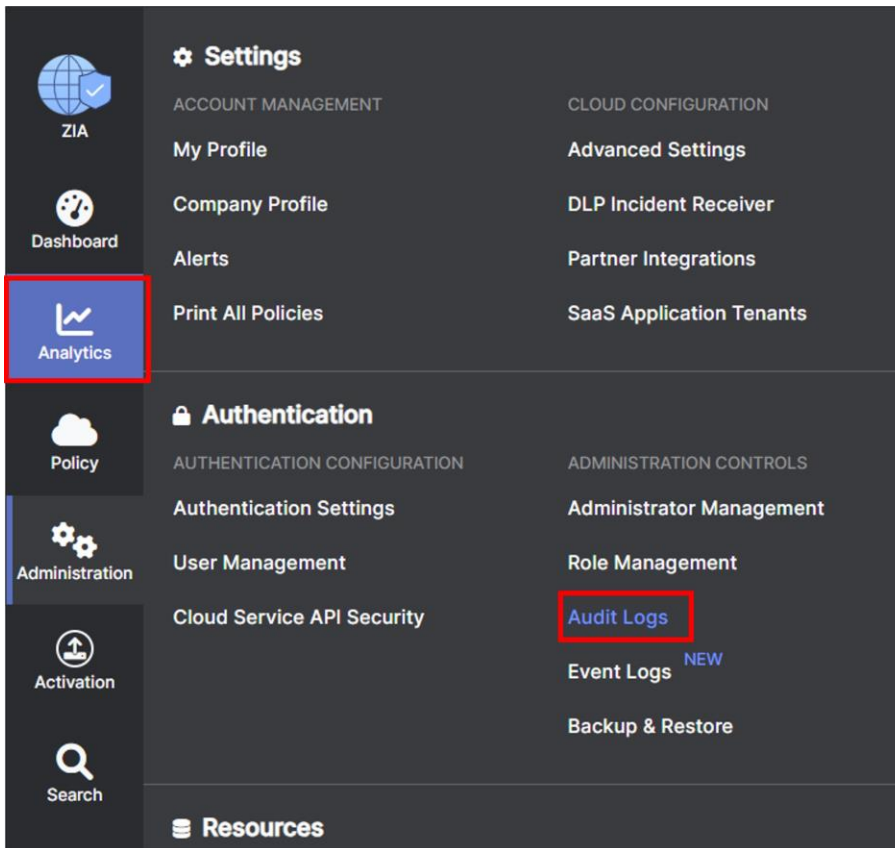 ZIA
Dashboard
Analytics
Policy
Administration
Activation
Search
Settings
ACCOUNT MANAGEMENT
My Profile
Company Profile
Alerts
Print All Policies
CLOUD CONFIGURATION
Advanced Settings
DLP Incident Receiver
Partner Integrations
SaaS Application Tenants
Authentication
AUTHENTICATION CONFIGURATION
Authentication Settings
User Management
Cloud Service API Security
ADMINISTRATION CONTROLS
Administrator Management
Role Management
Audit Logs
Event Logs NEW
Backup & Restore
Resources